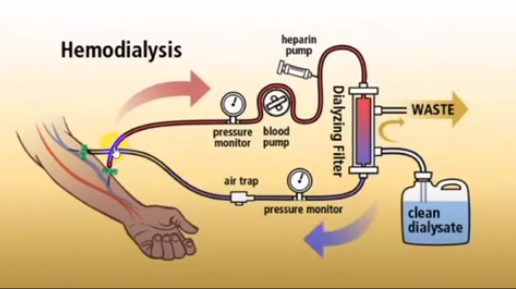 Hemodialysis
heparin
pump
pressure
monitor
blood
pump
Dialyzing Filter
WASTE
air trap
pressure monitor
clean
dialysate